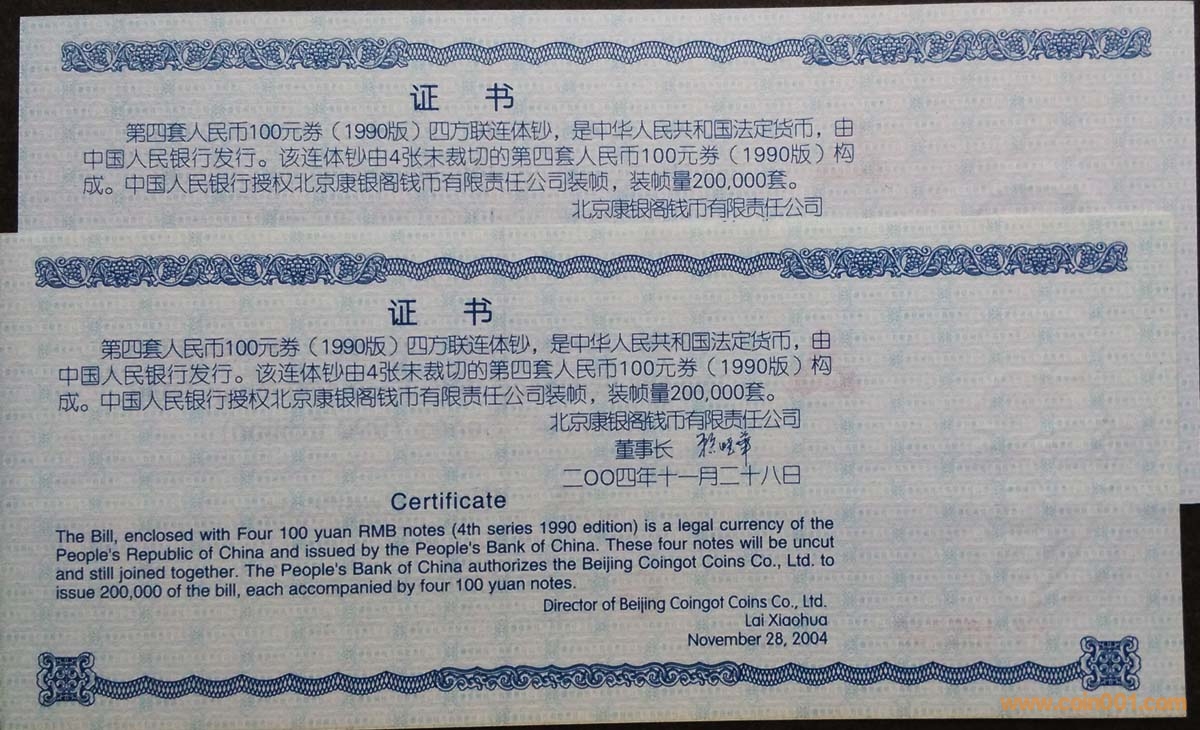 证 书
第四套人民币100元券（1990版）四方联连体钞，是中华人民共和国法定货币，由
中国人民银行发行。该连体钞由4张未裁切的第四套人民币100元券（1990版）构
成。中国人民银行授权北京康银阁钱币有限责任公司装帧，装帧量200,000套。
北京康银阁钱币有限责任公司
证 书
第四套人民币100元券（1990版）四方联连体钞，是中华人民共和国法定货币，由
中国人民银行发行。该连体钞由4张未裁切的第四套人民币100元券（1990版）构
成。中国人民银行授权北京康银阁钱币有限责任公司装帧，装帧量200,000套。
北京康银阁钱币有限责任公司
董事长
二OO四年十一月二十八日
Certificate
The Bill, enclosed with Four 100 yuan RMB notes (4th series 1990 edition) is a legal currency of the
People's Republic of China and issued by the People's Bank of China. These four notes will be uncut
and still joined together. The People's Bank of China authorizes the Beijing Coingot Coins Co., Ltd. to
issue 200,000 of the bill, each accompanied by four 100 yuan notes.
Director of Beijing Coingot Coins Co., Ltd.
Lai Xiaohua
November 28, 2004